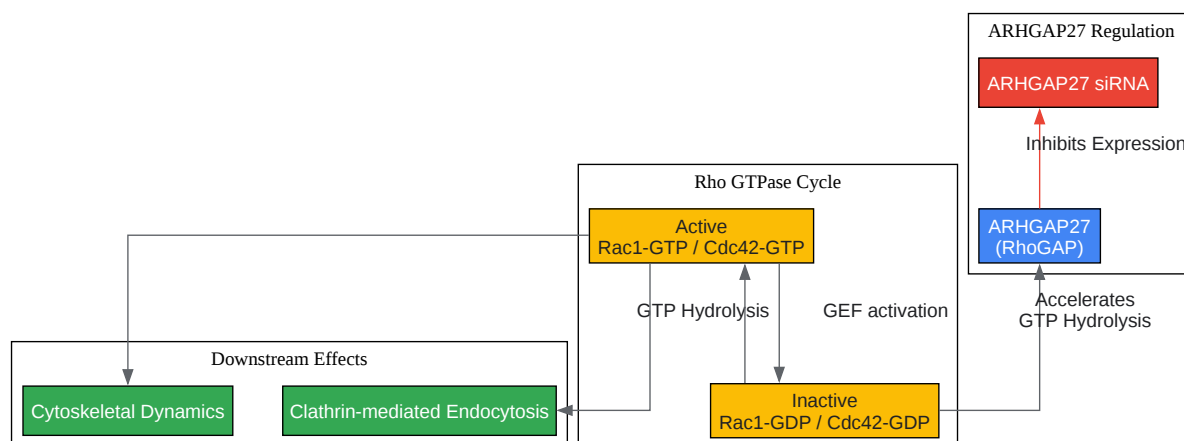 ARHGAP27 Regulation
ARHGAP27 siRNA
Inhibits Expression
Rho GTPase Cycle
Active
Rac1-GTP / Cdc42-GTP
ARHGAP27
(RhoGAP)
GTP Hydrolysis
GEF activation
Accelerates
GTP Hydrolysis
Downstream Effects
Cytoskeletal Dynamics
Clathrin-mediated Endocytosis
Inactive
Rac1-GDP / Cdc42-GDP